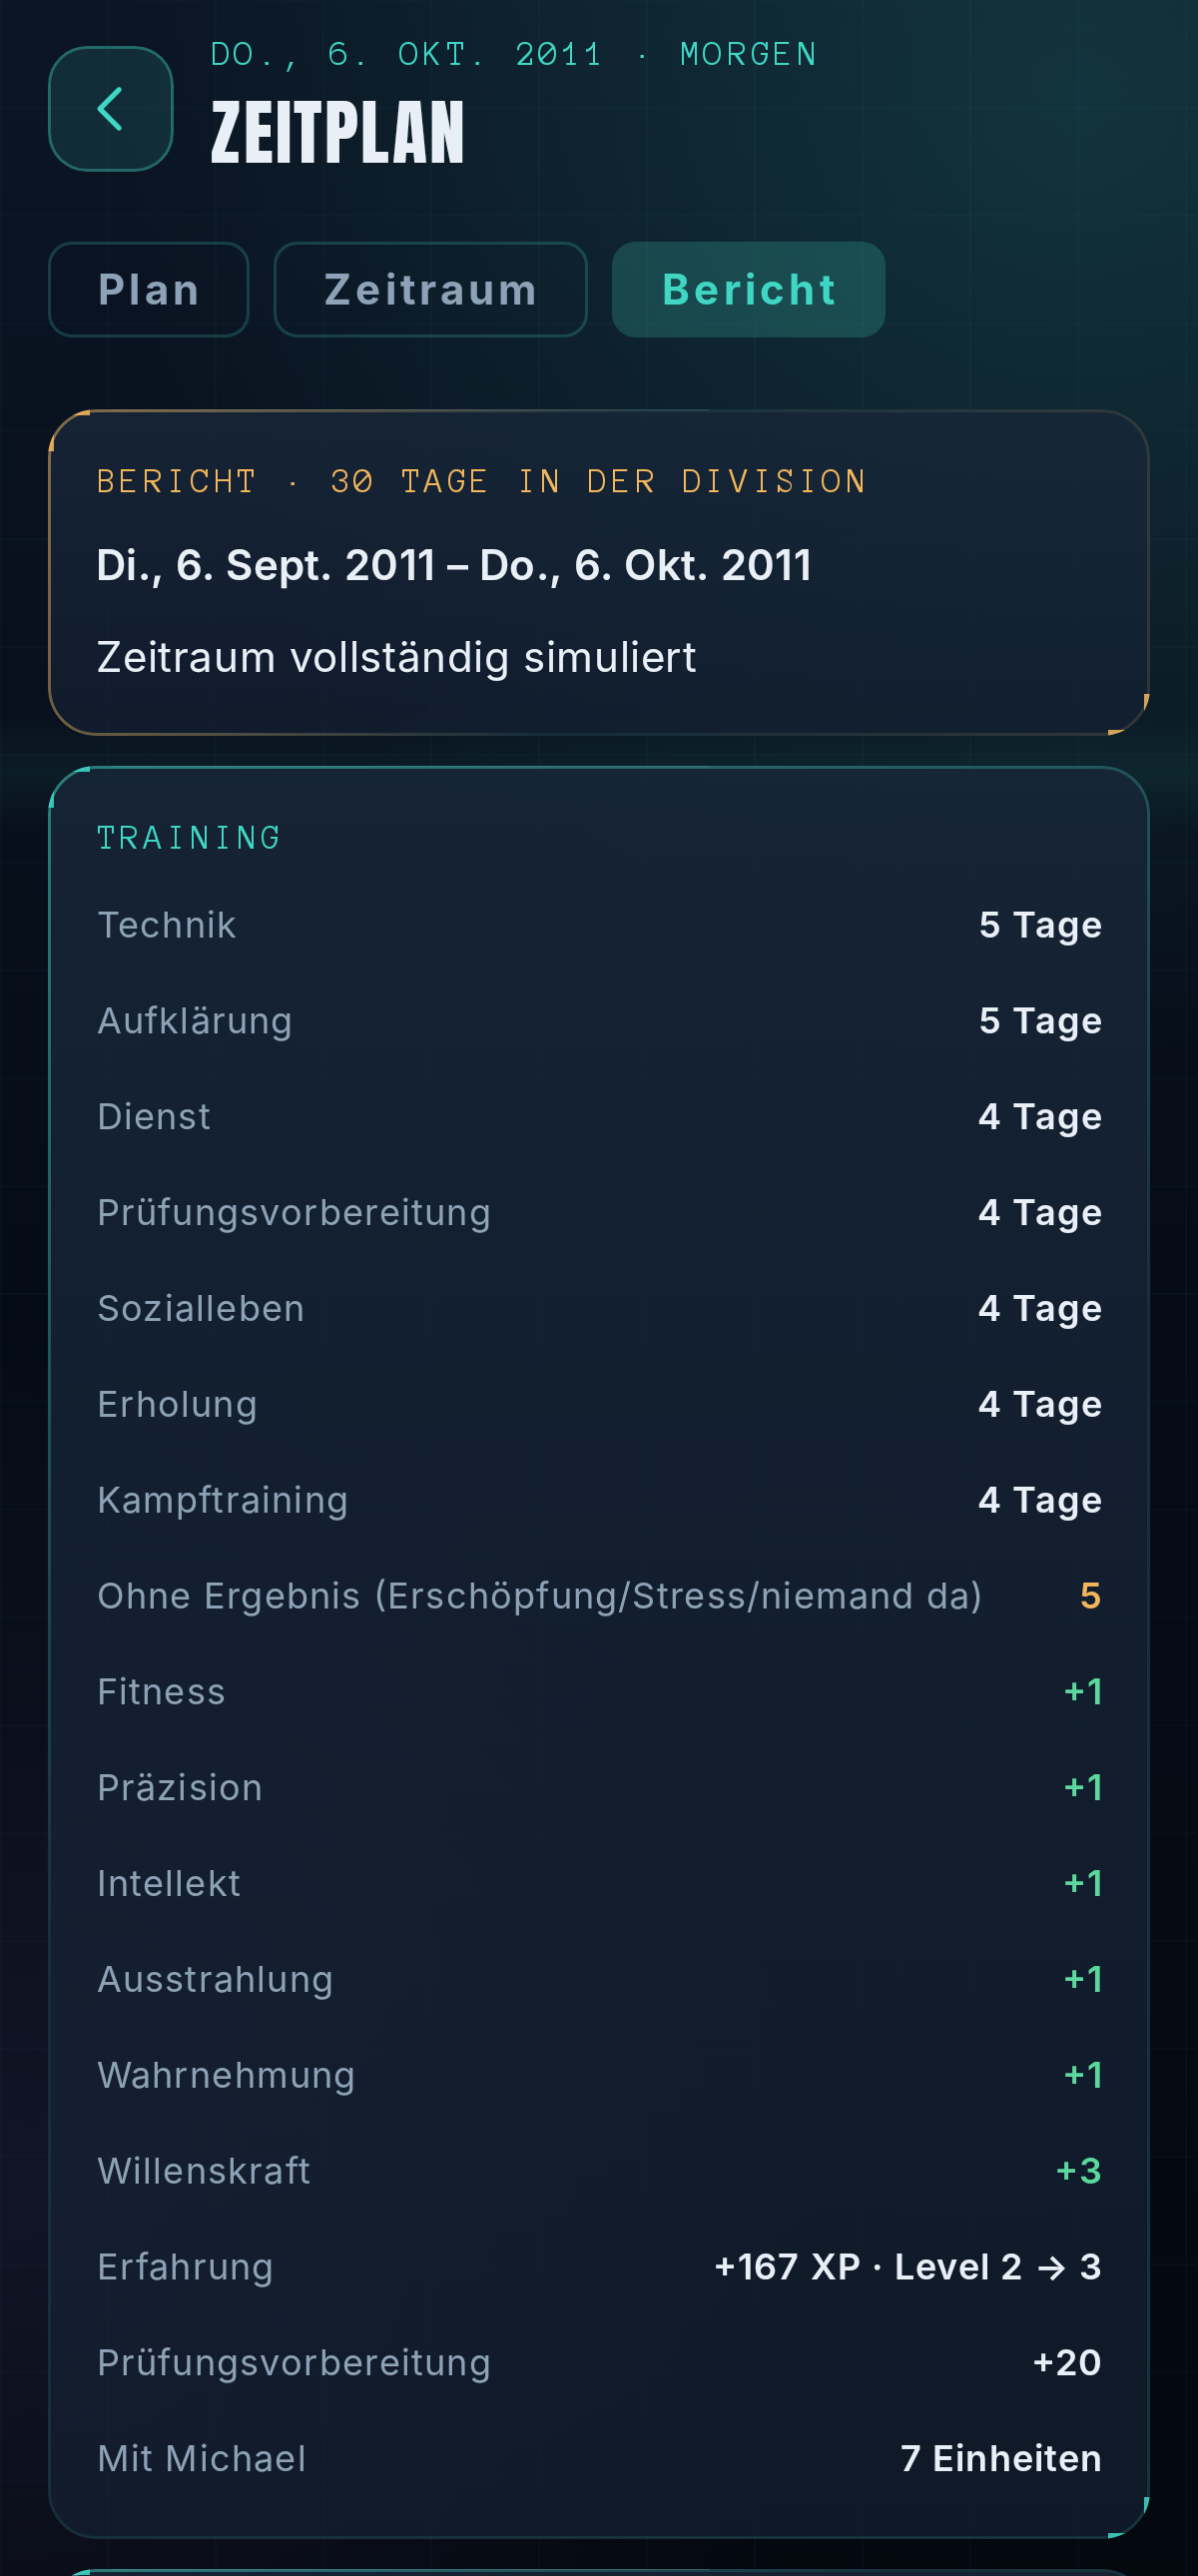 DO., 6. OKT. 2011 · MORGEN
ZEITPLAN
Plan
Zeitraum
Bericht
BERICHT · 30 TAGE IN DER DIVISION
Di., 6. Sept. 2011 – Do., 6. Okt. 2011
Zeitraum vollständig simuliert
TRAINING
Technik 5 Tage
Aufklärung 5 Tage
Dienst 4 Tage
Prüfungsvorbereitung 4 Tage
Sozialleben 4 Tage
Erholung 4 Tage
Kampftraining 4 Tage
Ohne Ergebnis (Erschöpfung/Stress/niemand da) 5
Fitness +1
Präzision +1
Intellekt +1
Ausstrahlung +1
Wahrnehmung +1
Willenskraft +3
Erfahrung +167 XP · Level 2 → 3
Prüfungsvorbereitung +20
Mit Michael 7 Einheiten